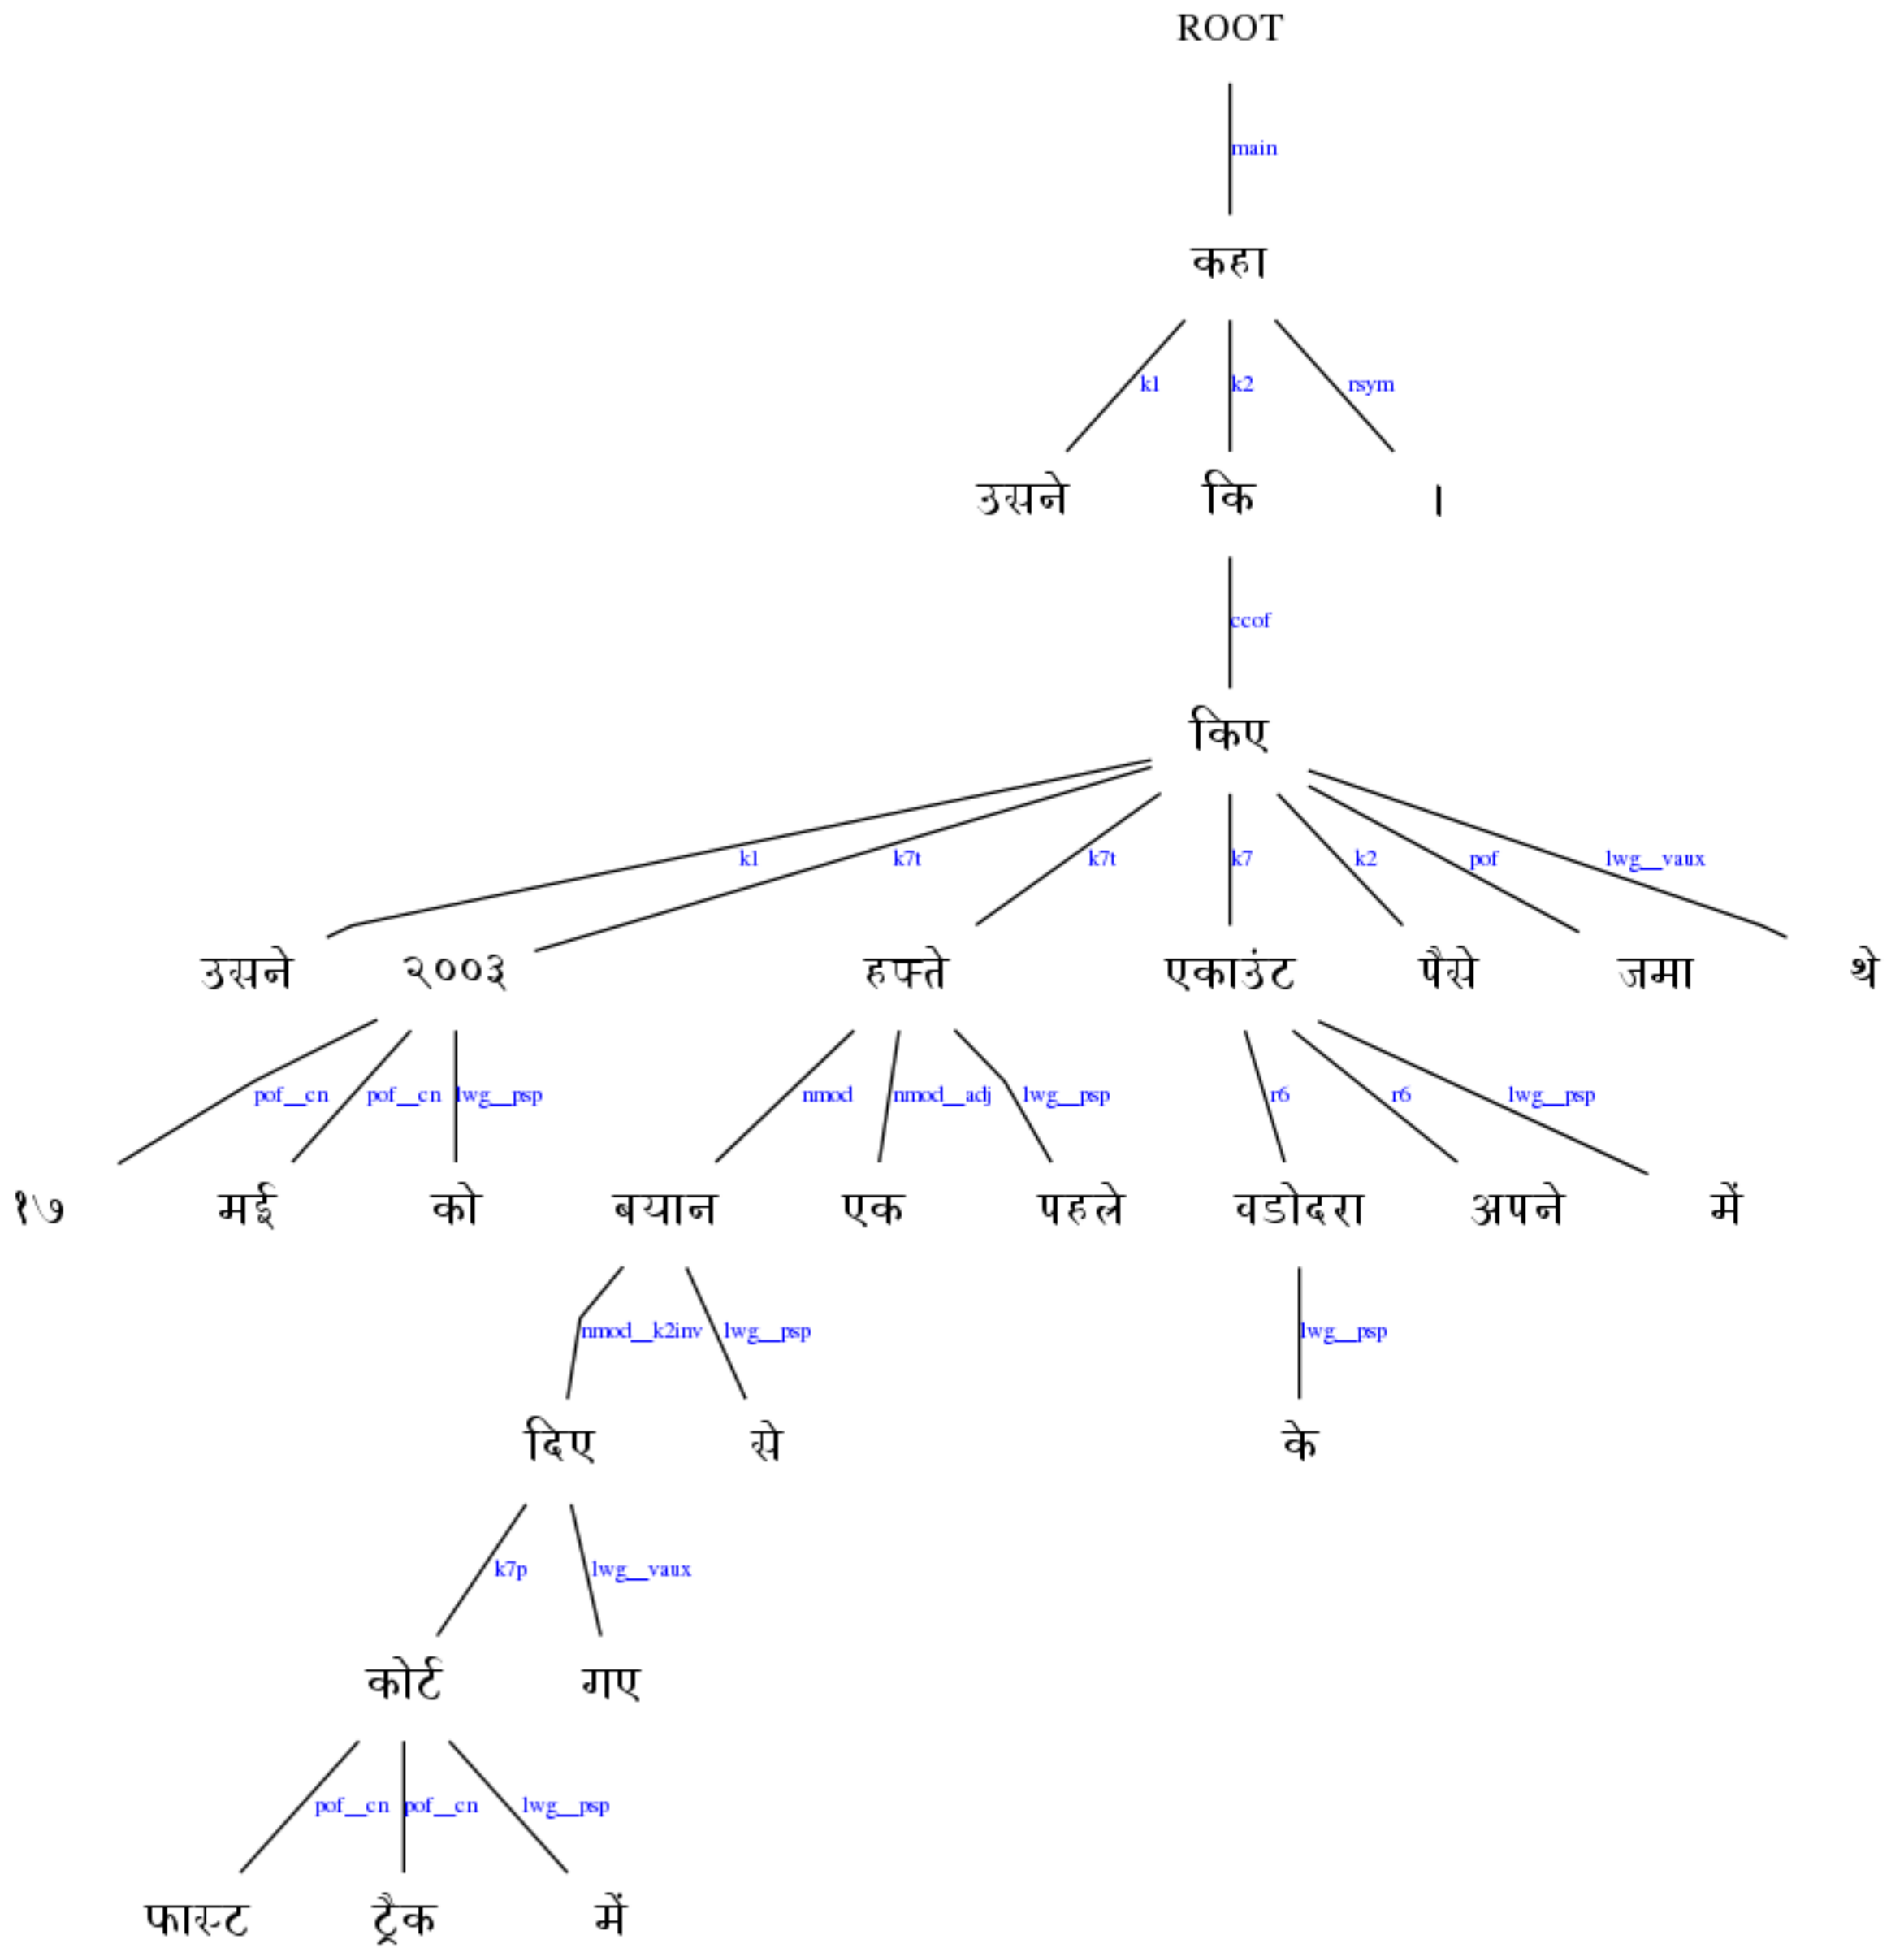 ROOT
main
कहा
k1 k2 rsym
उसने कि ।
ccof
किए
k1 k7t k7t k7 k2 pof lwg__vaux
उसने २००३ हफ्ते एकाउंट पैसे जमा थे
pof__cn pof__cn lwg__psp nmod nmod__adj lwg__psp r6 r6 lwg__psp
१७ मई को बयान एक पहले वडोदरा अपने में
nmod__k2inv lwg__psp lwg__psp
दिए से के
k7p lwg__vaux
कोर्ट गए
pof__cn pof__cn lwg__psp
फास्ट ट्रैक में